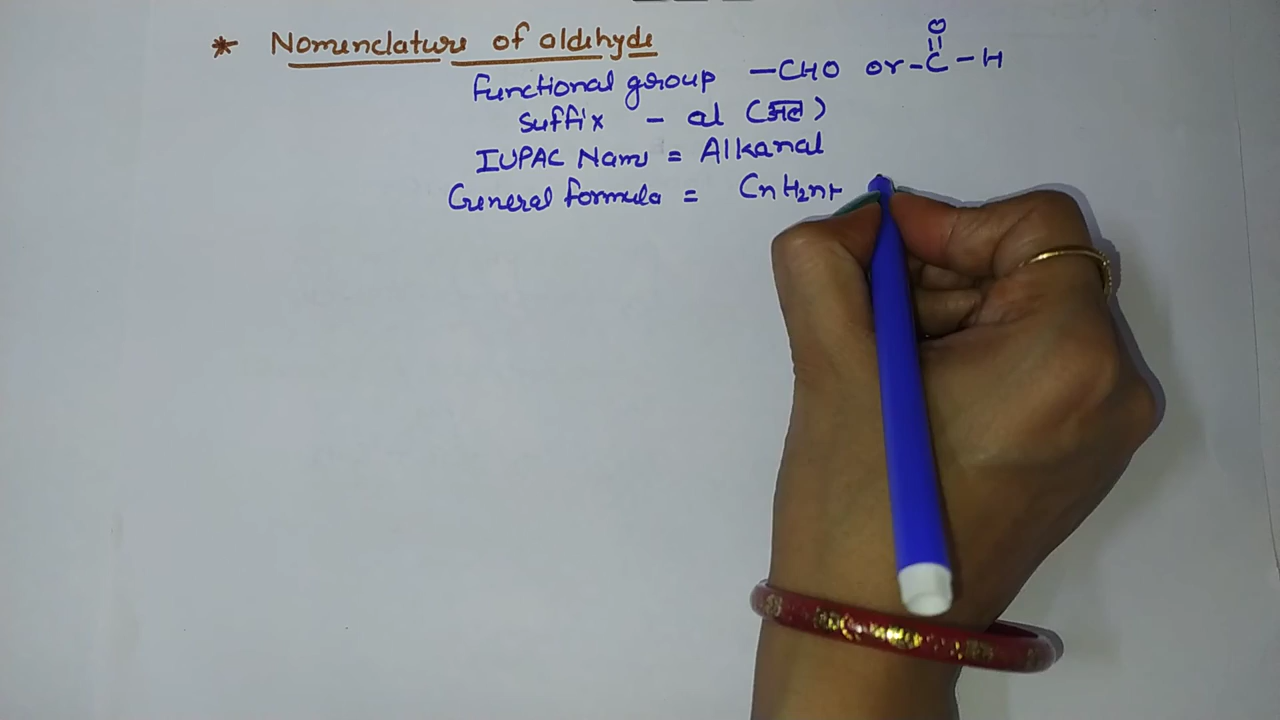 * Nomenclature of aldehyde
O
||
Functional group -CHO or -C-H
Suffix - al (अल)
IUPAC Name = Alkanal
General formula = CnH2n+